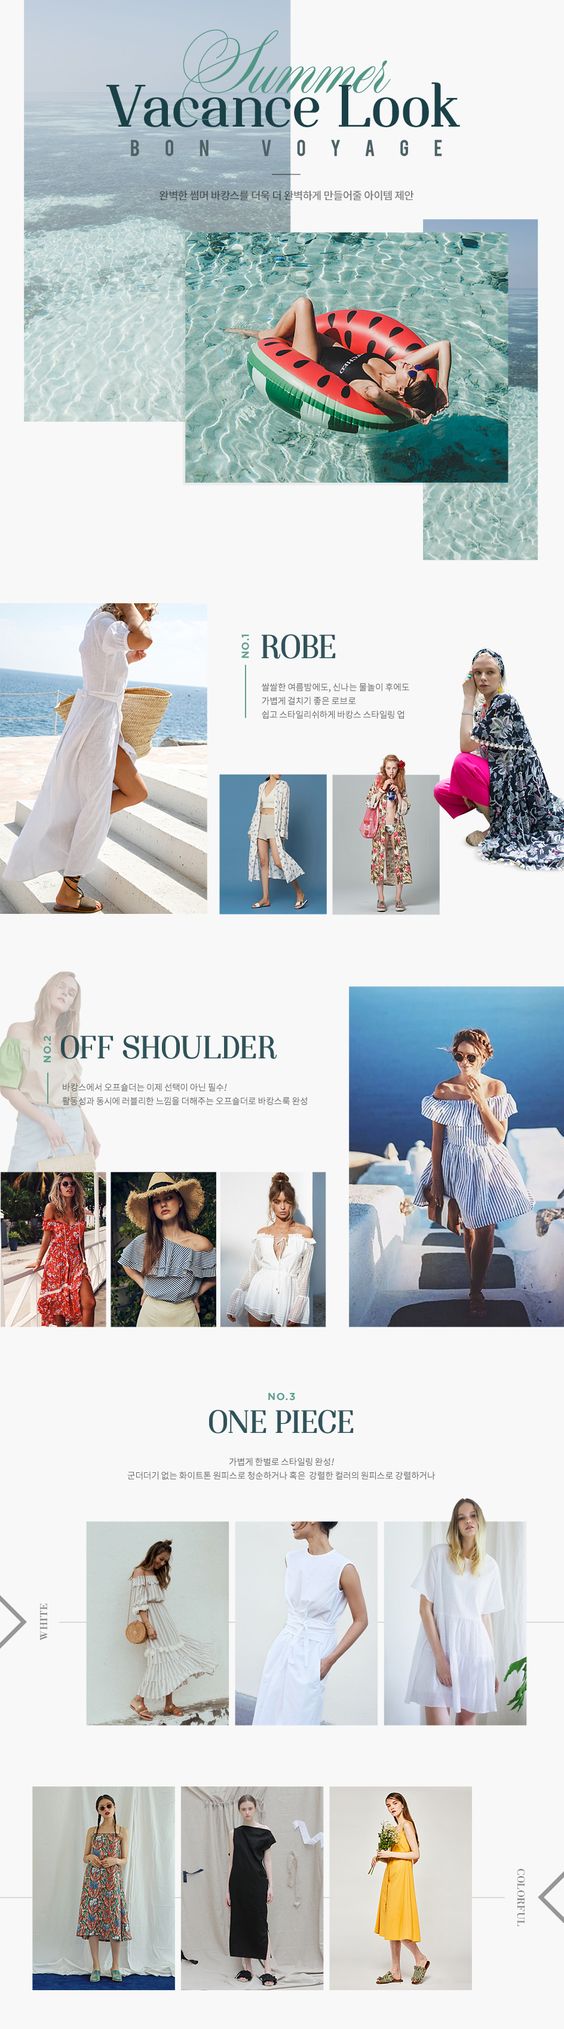 Summer
Vacance Look
BON VOYAGE
완벽한 썸머 바캉스를 더욱 더 완벽하게 만들어줄 아이템 제안
NO.1
ROBE
쌀쌀한 여름밤에도, 신나는 물놀이 후에도
가볍게 걸치기 좋은 로브로
쉽고 스타일리쉬하게 바캉스 스타일링 업
NO.2
OFF SHOULDER
바캉스에서 오프숄더는 이제 선택이 아닌 필수!
활동성과 동시에 러블리한 느낌을 더해주는 오프숄더로 바캉스룩 완성
NO.3
ONE PIECE
가볍게 한벌로 스타일링 완성!
군더더기 없는 화이트톤 원피스로 청순하거나 혹은 강렬한 컬러의 원피스로 강렬하거나
WHITE
COLORFUL